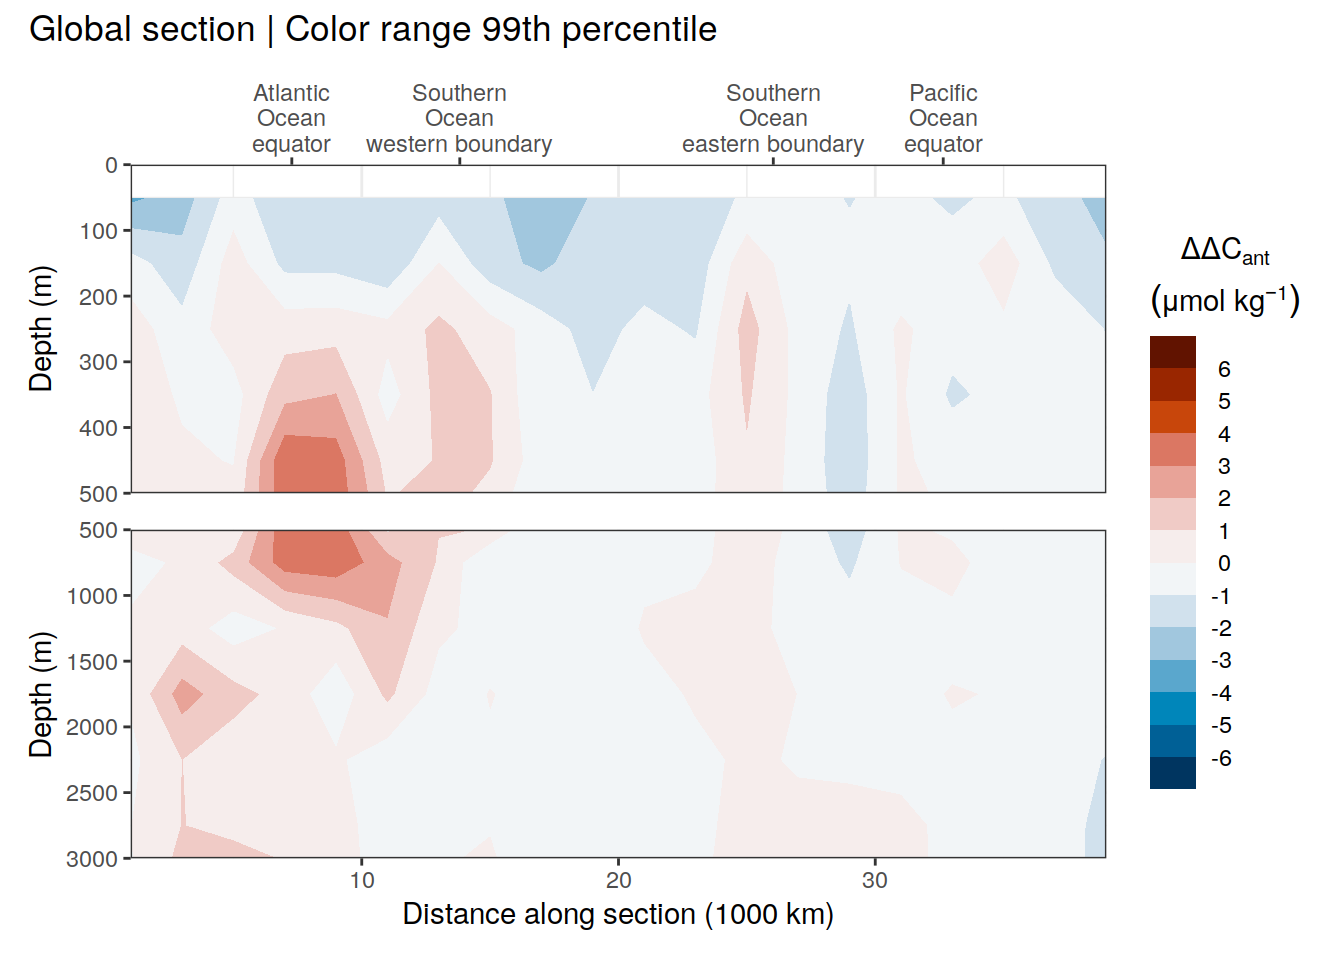 Global section | Color range 99th percentile
Atlantic
Ocean
equator
Southern
Ocean
western boundary
Southern
Ocean
eastern boundary
Pacific
Ocean
equator
Depth (m)
0
100
200
300
400
500
Depth (m)
500
1000
1500
2000
2500
3000
10
20
30
Distance along section (1000 km)
ΔΔC_ant
(μmol kg⁻¹)
6
5
4
3
2
1
0
-1
-2
-3
-4
-5
-6